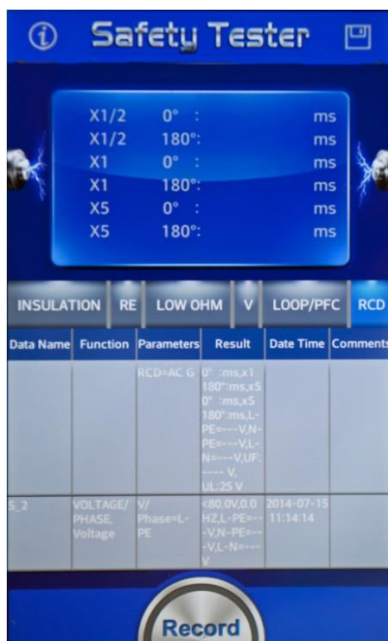 Safety Tester
X1/2 0° : ms
X1/2 180°: ms
X1 0° : ms
X1 180°: ms
X5 0° : ms
X5 180°: ms
INSULATION RE LOW OHM V LOOP/PFC RCD
Data Name Function Parameters Result Date Time Comments
RCD=AC G
0° :ms,x1
180°:ms,x5
0° :ms,x5
180°:ms,L-
PE=---V,N-
PE=---V,L-
N=---V,UF:
---- V,
UL:25 V
5_2
VOLTAGE/
PHASE,
Voltage
V/
Phase=L-
PE
<80.0V,0.0
HZ,L-PE=--
-V,N-PE=--
-V,L-N=---
V
2014-07-15
11:14:14
Record